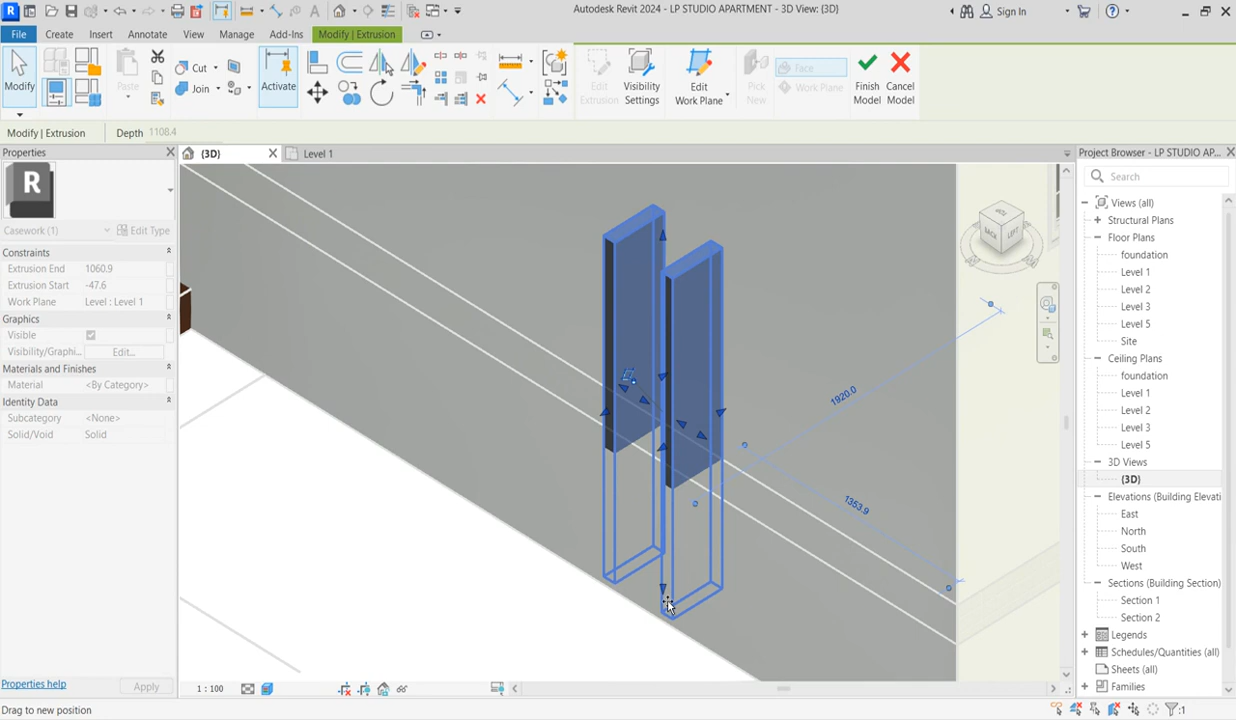 Autodesk Revit 2024 - LP STUDIO APARTMENT - 3D View: {3D}
Sign In
File Create Insert Annotate View Manage Add-Ins Modify | Extrusion
Modify
Paste
Cut
Join
Activate
Edit Extrusion
Visibility Settings
Edit Work Plane
Pick New
Face
Work Plane
Finish Model
Cancel Model
Modify | Extrusion Depth 1108.4
Properties
{3D}
Level 1
Project Browser - LP STUDIO AP...
R
Casework (1)
Edit Type
Constraints
Extrusion End 1060.9
Extrusion Start -47.6
Work Plane Level : Level 1
Graphics
Visible
Visibility/Graphi... Edit...
Materials and Finishes
Material <By Category>
Identity Data
Subcategory <None>
Solid/Void Solid
Properties help
Apply
BACK
LEFT
1920.0
1353.9
Search
Views (all)
Structural Plans
Floor Plans
foundation
Level 1
Level 2
Level 3
Level 5
Site
Ceiling Plans
foundation
Level 1
Level 2
Level 3
Level 5
3D Views
{3D}
Elevations (Building Elevati
East
North
South
West
Sections (Building Section)
Section 1
Section 2
Legends
Schedules/Quantities (all)
Sheets (all)
Families
1 : 100
Drag to new position
:1